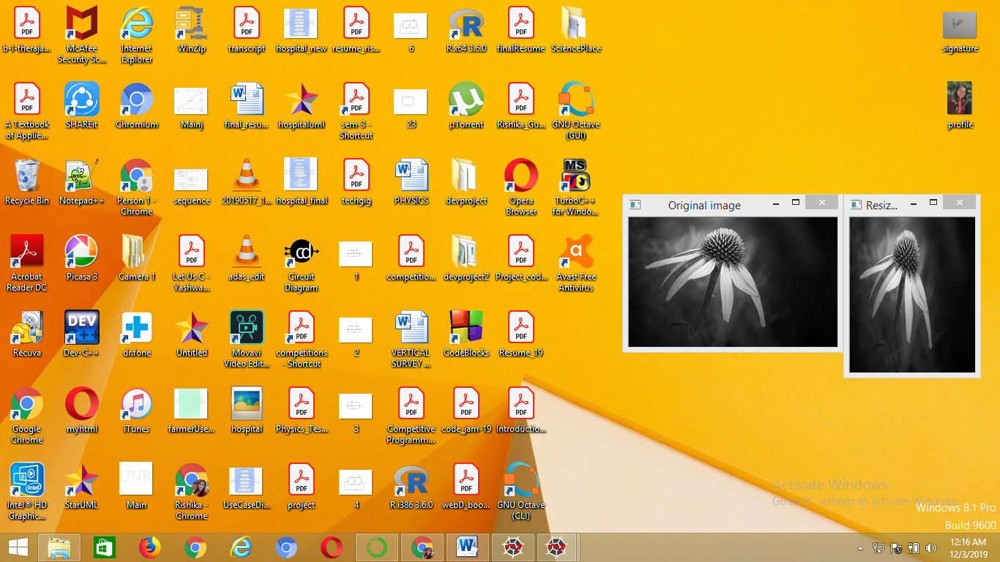 b-l-theraja...
McAfee
Security Sc...
Internet
Explorer
WinZip
transcript
hospital_new
resume_ris...
6
R x64 3.6.0
finalResume
SciencePlace
signature
A Textbook
of Applie...
SHAREit
Chromium
Mainj
final_resu...
hospitaluml
sem-3 -
Shortcut
23
µTorrent
Rishika_Gu...
GNU Octave
(GUI)
profile
Recycle Bin
Notepad++
Person 1 -
Chrome
sequence
20190517_1...
hospital_final
techgig
PHYSICS
devproject
Opera
Browser
TurboC++
for Windo...
Original image
Resiz...
Acrobat
Reader DC
Picasa 3
Camera 1
Let Us C -
Yashwa...
adas_edit
Circuit
Diagram
1
competitio...
devproject2
Project_cod...
Avast Free
Antivirus
Recuva
Dev-C++
dr.fone
Untitled
Movavi
Video Edit...
competitions
- Shortcut
2
VERTICAL
SURVEY ...
CodeBlocks
Resume_19
Google
Chrome
myhtml
iTunes
farmerUse...
hospital
Physics_Tes...
3
Competitive
Programm...
code_jam-19
Introductio...
Intel® HD
Graphic...
StarUML
Main
Rishika -
Chrome
UseCaseDi...
project
4
R i386 3.6.0
webD_boo...
GNU Octave
(CLI)
Activate Windows
Go to PC settings to activate Windows.
Windows 8.1 Pro
Build 9600
12:16 AM
12/3/2019